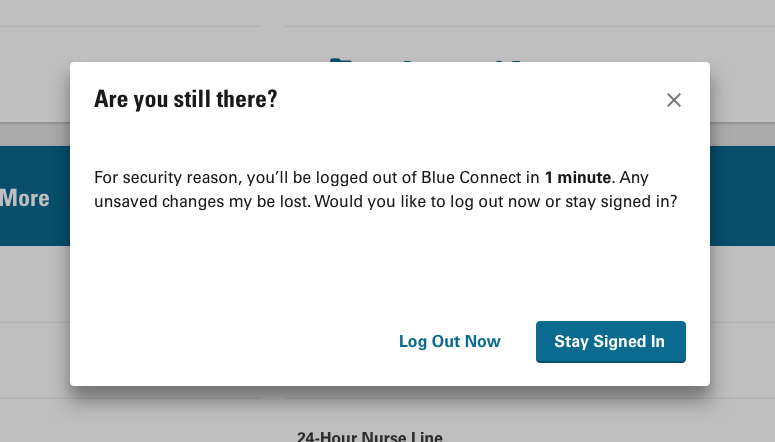 Are you still there?
For security reason, you’ll be logged out of Blue Connect in 1 minute. Any
unsaved changes my be lost. Would you like to log out now or stay signed in?
More
Log Out Now
Stay Signed In
24-Hour Nurse Line